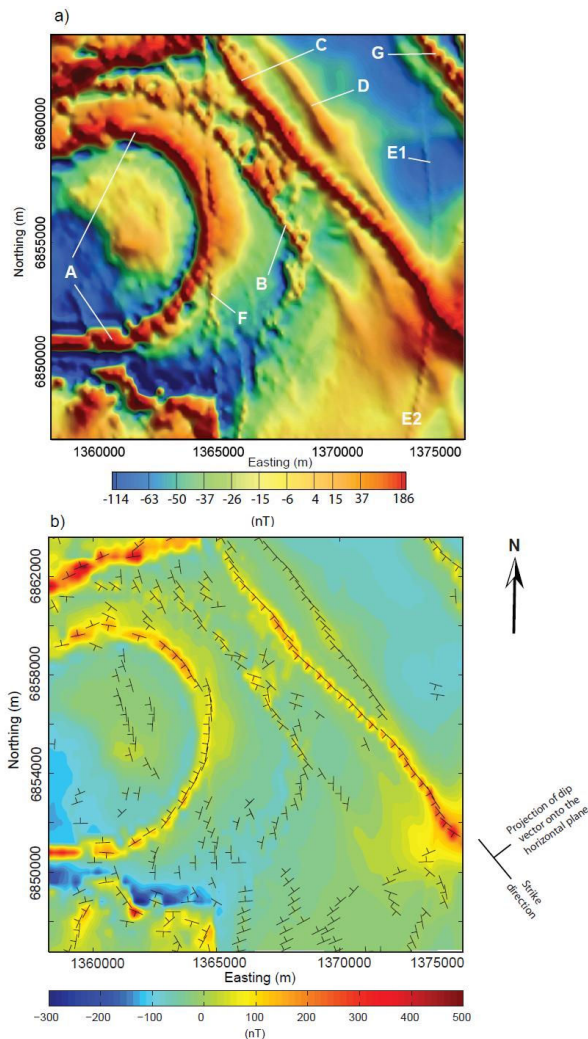 a)
C
G
D
E1
A
B
F
E2
Northing (m)
6860000
6855000
6850000
1360000 1365000 1370000 1375000
Easting (m)
-114 -63 -50 -37 -26 -15 -6 4 15 37 186
(nT)
b)
N
Northing (m)
6862000
6858000
6854000
6850000
Projection of dip
vector onto the
horizontal plane
Strike
direction
1360000 1365000 1370000 1375000
Easting (m)
−300 −200 −100 0 100 200 300 400 500
(nT)